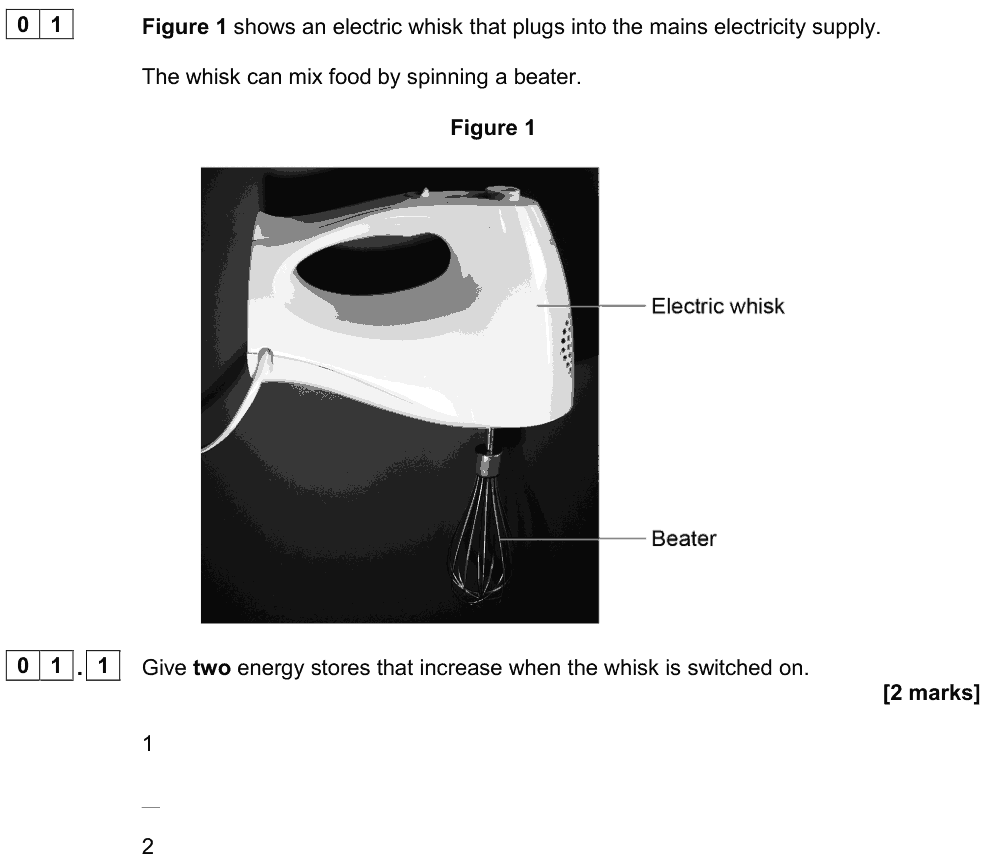 0 1 Figure 1 shows an electric whisk that plugs into the mains electricity supply.
The whisk can mix food by spinning a beater.
Figure 1
Electric whisk
Beater
0 1 . 1 Give two energy stores that increase when the whisk is switched on.
[2 marks]
1
2